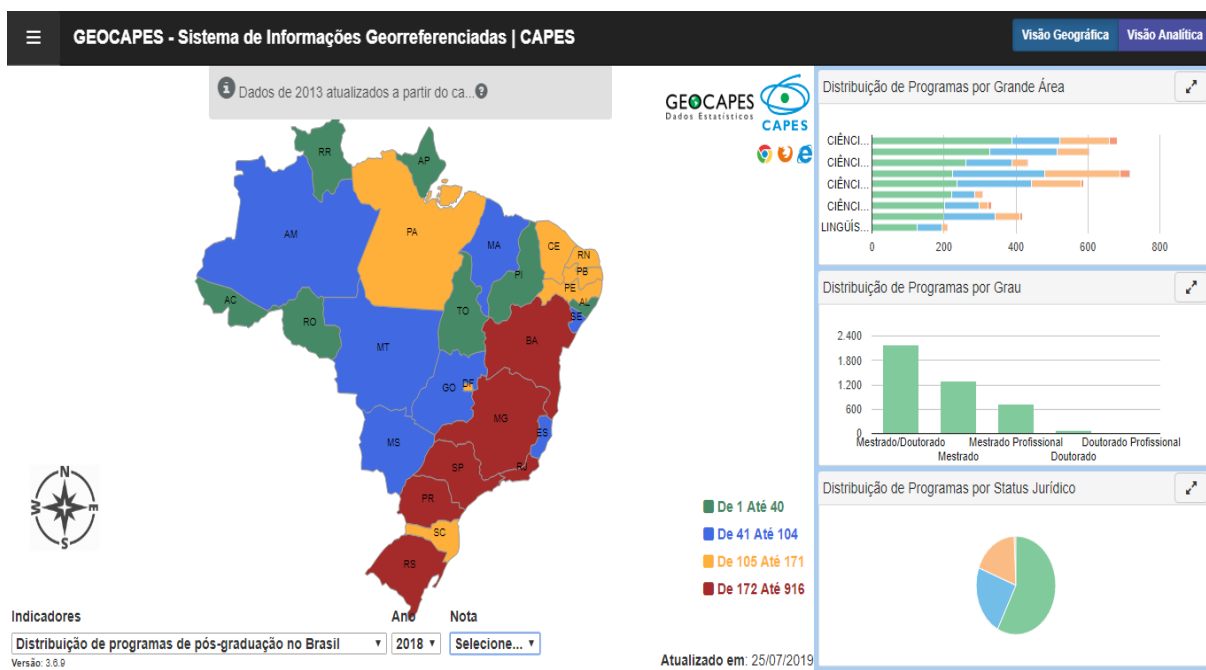 ☰ GEOCAPES - Sistema de Informações Georreferenciadas | CAPES
Visão Geográfica Visão Analítica
Dados de 2013 atualizados a partir do ca...
GEOCAPES
Dados Estatísticos
CAPES
RR
AP
AM
PA
MA
CE
RN
PB
PE
AL
SE
PI
AC
RO
TO
BA
MT
GO
DF
MG
ES
MS
SP
RJ
PR
SC
RS
N
W E
S
De 1 Até 40
De 41 Até 104
De 105 Até 171
De 172 Até 916
Indicadores Ano Nota
Distribuição de programas de pós-graduação no Brasil 2018 Selecione...
Versão: 3.6.9
Atualizado em: 25/07/2019
Distribuição de Programas por Grande Área
CIÊNCI...
CIÊNCI...
CIÊNCI...
CIÊNCI...
LINGÜÍS...
0 200 400 600 800
Distribuição de Programas por Grau
2.400
1.800
1.200
600
0
Mestrado/Doutorado Mestrado Profissional Doutorado Profissional
Mestrado Doutorado
Distribuição de Programas por Status Jurídico